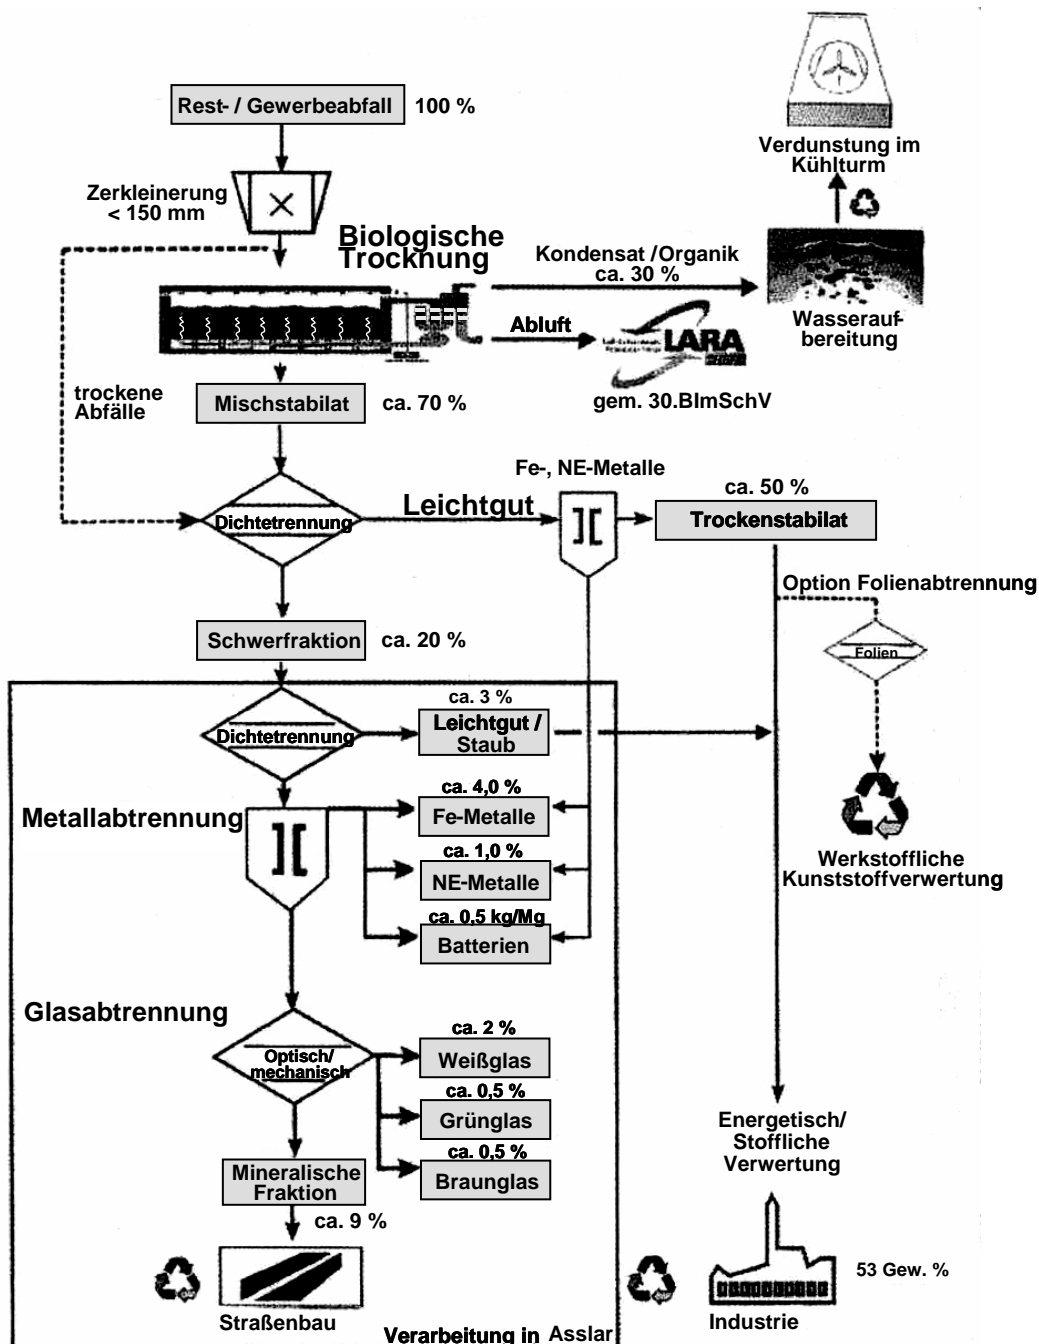 Rest- / Gewerbeabfall
100 %
Zerkleinerung
< 150 mm
Verdunstung im
Kühlturm
Biologische
Trocknung
Kondensat /Organik
ca. 30 %
Abluft
LARA
gem. 30.BImSchV
Wasserauf-
bereitung
trockene
Abfälle
Mischstabilat
ca. 70 %
Fe-, NE-Metalle
Dichtetrennung
Leichtgut
ca. 50 %
Trockenstabilat
Option Folienabtrennung
Folien
Schwerfraktion
ca. 20 %
Dichtetrennung
ca. 3 %
Leichtgut /
Staub
Metallabtrennung
ca. 4,0 %
Fe-Metalle
ca. 1,0 %
NE-Metalle
ca. 0,5 kg/Mg
Batterien
Werkstoffliche
Kunststoffverwertung
Glasabtrennung
Optisch/
mechanisch
ca. 2 %
Weißglas
ca. 0,5 %
Grünglas
ca. 0,5 %
Braunglas
Mineralische
Fraktion
ca. 9 %
Straßenbau
Energetisch/
Stoffliche
Verwertung
53 Gew. %
Industrie
Verarbeitung in Asslar